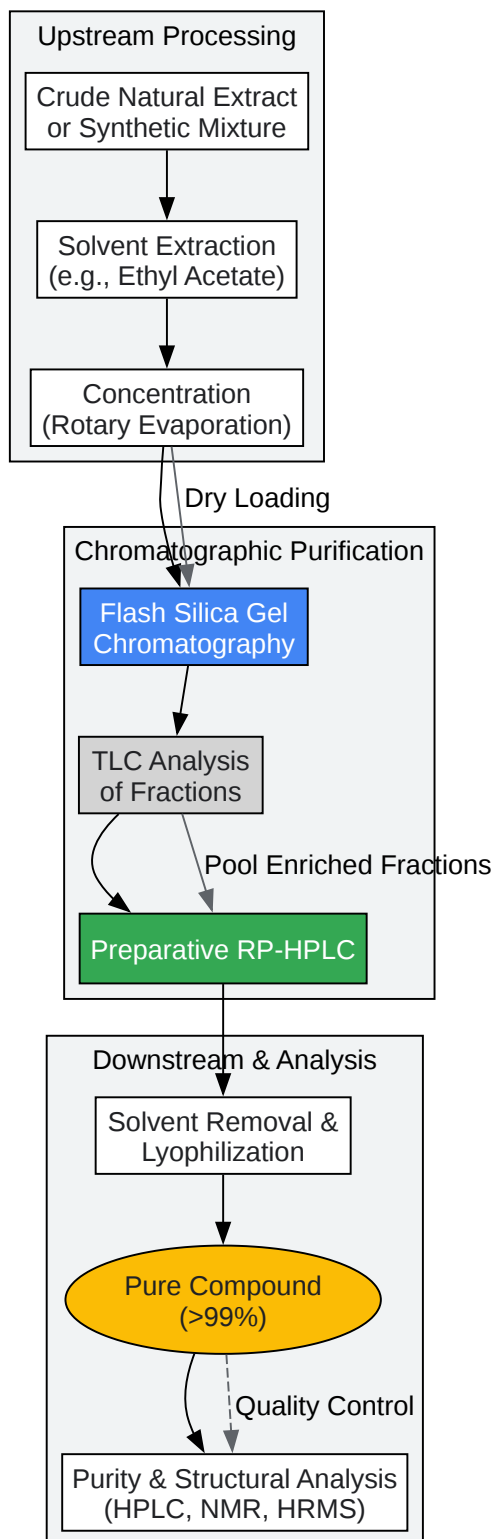 Upstream Processing
Crude Natural Extract
or Synthetic Mixture
Solvent Extraction
(e.g., Ethyl Acetate)
Concentration
(Rotary Evaporation)
Dry Loading
Chromatographic Purification
Flash Silica Gel
Chromatography
TLC Analysis
of Fractions
Pool Enriched Fractions
Preparative RP-HPLC
Downstream & Analysis
Solvent Removal &
Lyophilization
Pure Compound
(>99%)
Quality Control
Purity & Structural Analysis
(HPLC, NMR, HRMS)